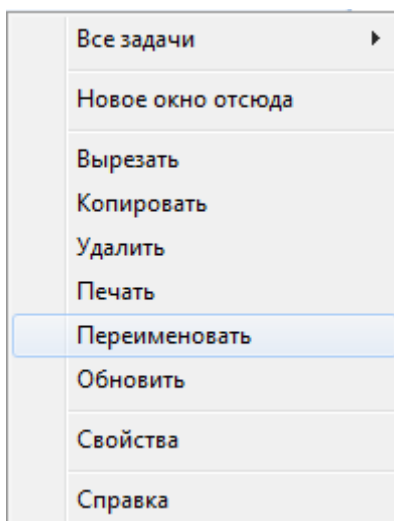 Все задачи
Новое окно отсюда
Вырезать
Копировать
Удалить
Печать
Переименовать
Обновить
Свойства
Справка